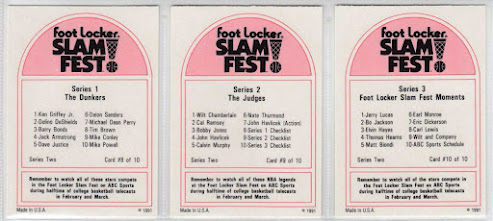 Foot Locker
SLAM
FEST!
Series 1
The Dunkers
1-Ken Griffey Jr. 6-Deion Sanders
2-Delino DeShields 7-Michael Dean Perry
3-Barry Bonds 8-Tim Brown
4-Jack Armstrong 9-Mike Conley
5-Dave Justice 10-Mike Powell
Series Two Card #8 of 10
Remember to watch all of these stars compete
in the Foot Locker Slam Fest on ABC Sports
during halftime of college basketball telecasts
in February and March.
Made in U.S.A. © 1991
Foot Locker
SLAM
FEST!
Series 2
The Judges
1-Wilt Chamberlain 6-Nate Thurmond
2-Cal Ramsey 7-John Havlicek (Action)
3-Bobby Jones 8-Series 1 Checklist
4-John Havlicek 9-Series 2 Checklist
5-Calvin Murphy 10-Series 3 Checklist
Series Two Card #9 of 10
Remember to watch all these NBA legends
at the Foot Locker Slam Fest on ABC Sports
during halftime of college basketball telecasts
in February and March.
Made in U.S.A. © 1991
Foot Locker
SLAM
FEST!
Series 3
Foot Locker Slam Fest Moments
1-Jerry Lucas 6-Earl Monroe
2-Bo Jackson 7-Eric Dickerson
3-Elvin Hayes 8-Carl Lewis
4-Thomas Hearns 9-Wilt and Campers
5-Matt Biondi 10-ABC Sports Schedule
Series Two Card #10 of 10
Remember to watch all of these stars compete
in the Foot Locker Slam Fest on ABC Sports
during halftime of college basketball telecasts
in February and March.
Made in U.S.A. © 1991